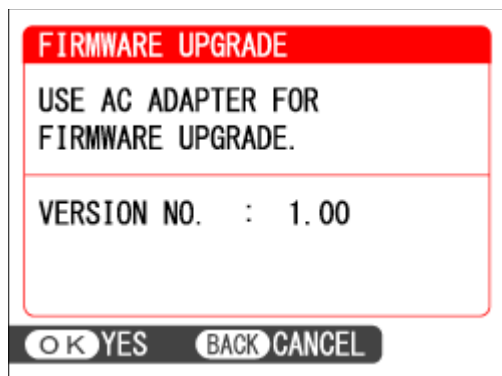 FIRMWARE UPGRADE
USE AC ADAPTER FOR
FIRMWARE UPGRADE.
VERSION NO. : 1.00
OK YES BACK CANCEL